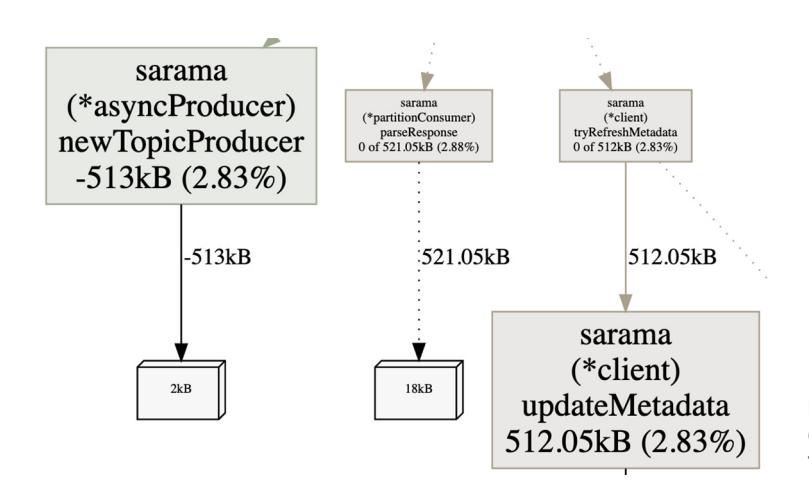 sarama
(*asyncProducer)
newTopicProducer
-513kB (2.83%)
sarama
(*partitionConsumer)
parseResponse
0 of 521.05kB (2.88%)
sarama
(*client)
tryRefreshMetadata
0 of 512kB (2.83%)
-513kB
521.05kB
512.05kB
2kB
18kB
sarama
(*client)
updateMetadata
512.05kB (2.83%)